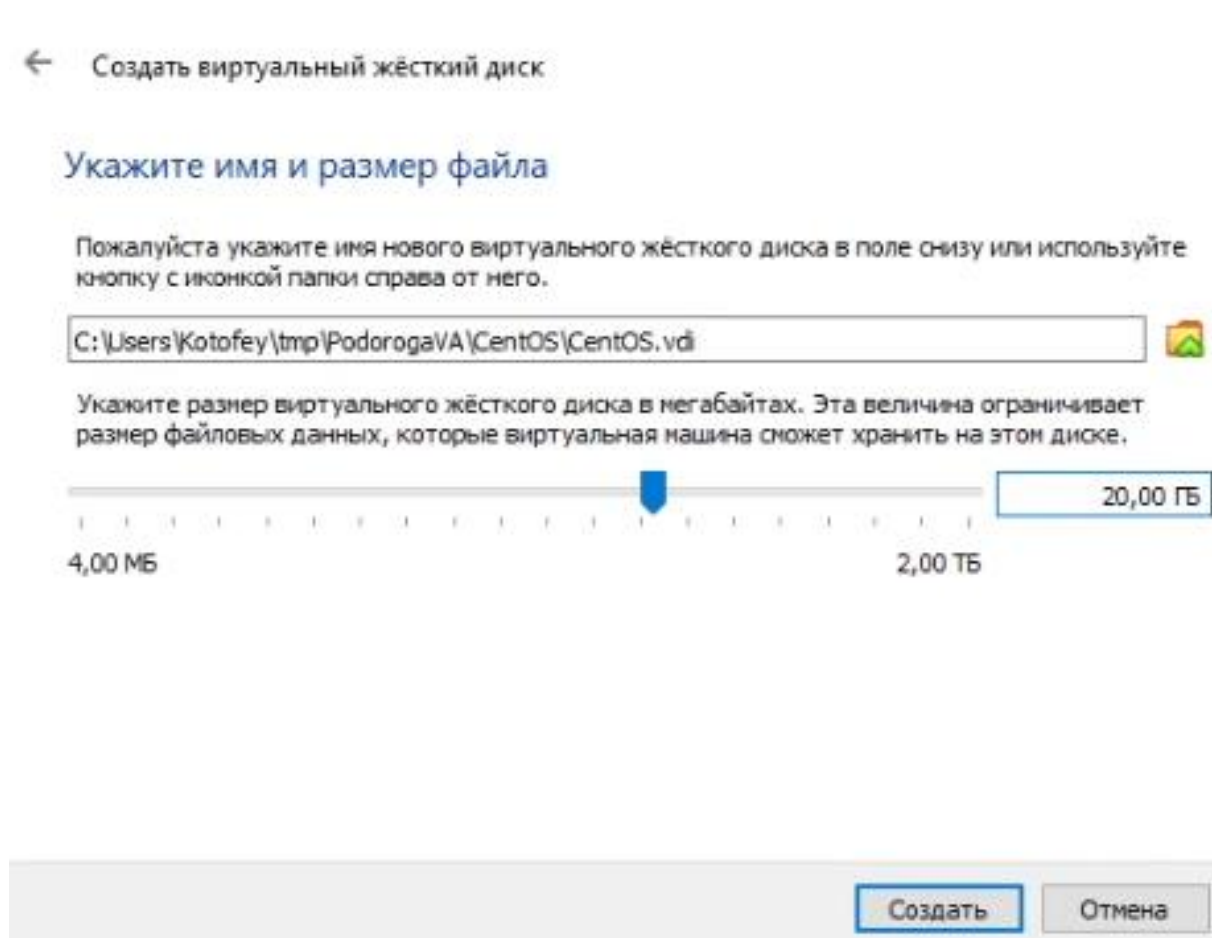 Создать виртуальный жёсткий диск
Укажите имя и размер файла
Пожалуйста укажите имя нового виртуального жёсткого диска в поле снизу или используйте
кнопку с иконкой папки справа от него.
C:\Users\Kotofey\tmp\PodorogaVA\CentOS\CentOS.vdi
Укажите размер виртуального жёсткого диска в мегабайтах. Эта величина ограничивает
размер файловых данных, которые виртуальная машина сможет хранить на этом диске.
20,00 ГБ
4,00 МБ 2,00 ТБ
Создать Отмена